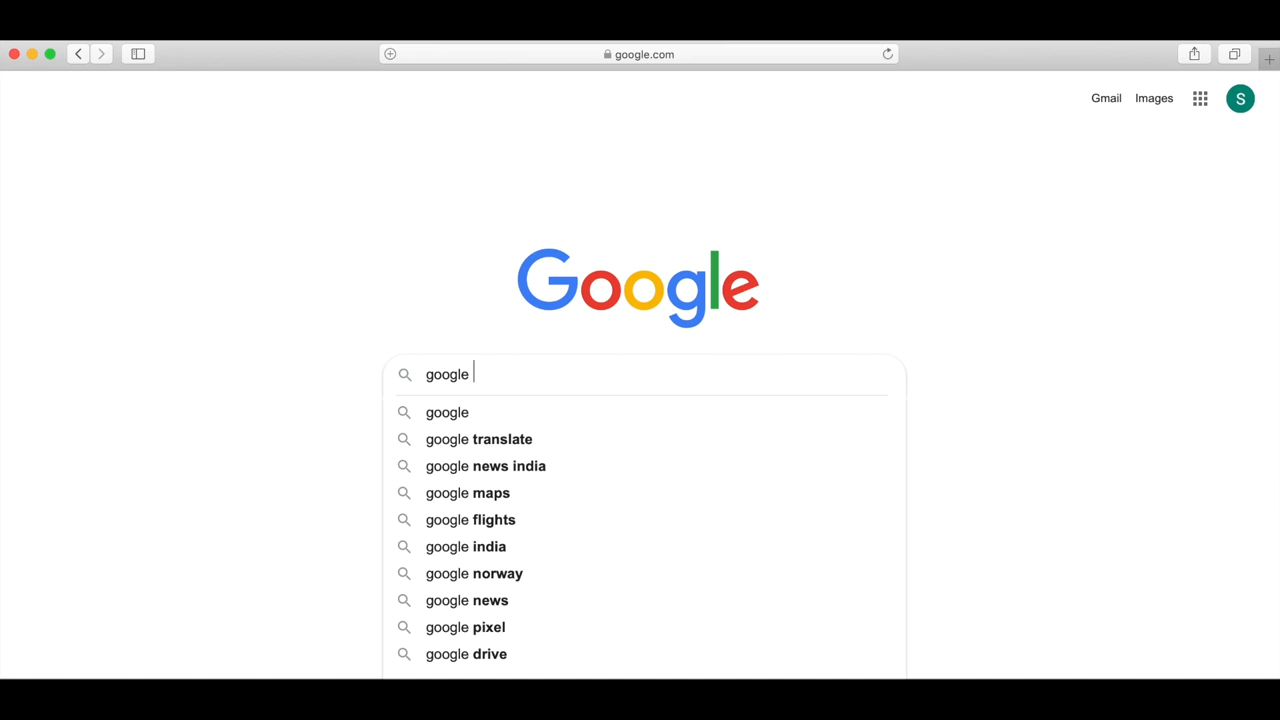 google.com
Gmail Images S
Google
google
google
google translate
google news india
google maps
google flights
google india
google norway
google news
google pixel
google drive